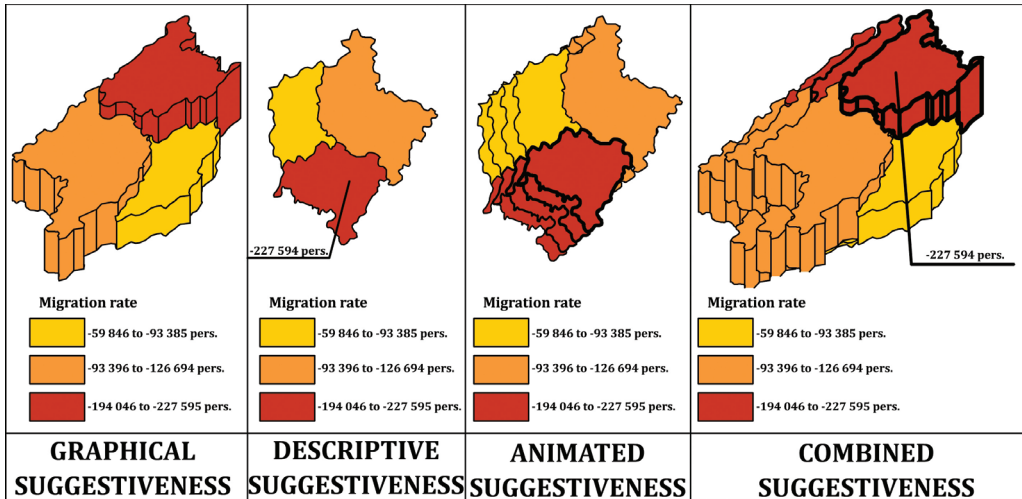 -227 594 pers.
-227 594 pers.
Migration rate
-59 846 to -93 385 pers.
-93 396 to -126 694 pers.
-194 046 to -227 595 pers.
Migration rate
-59 846 to -93 385 pers.
-93 396 to -126 694 pers.
-194 046 to -227 595 pers.
Migration rate
-59 846 to -93 385 pers.
-93 396 to -126 694 pers.
-194 046 to -227 595 pers.
Migration rate
-59 846 to -93 385 pers.
-93 396 to -126 694 pers.
-194 046 to -227 595 pers.
GRAPHICAL
SUGGESTIVENESS
DESCRIPTIVE
SUGGESTIVENESS
ANIMATED
SUGGESTIVENESS
COMBINED
SUGGESTIVENESS